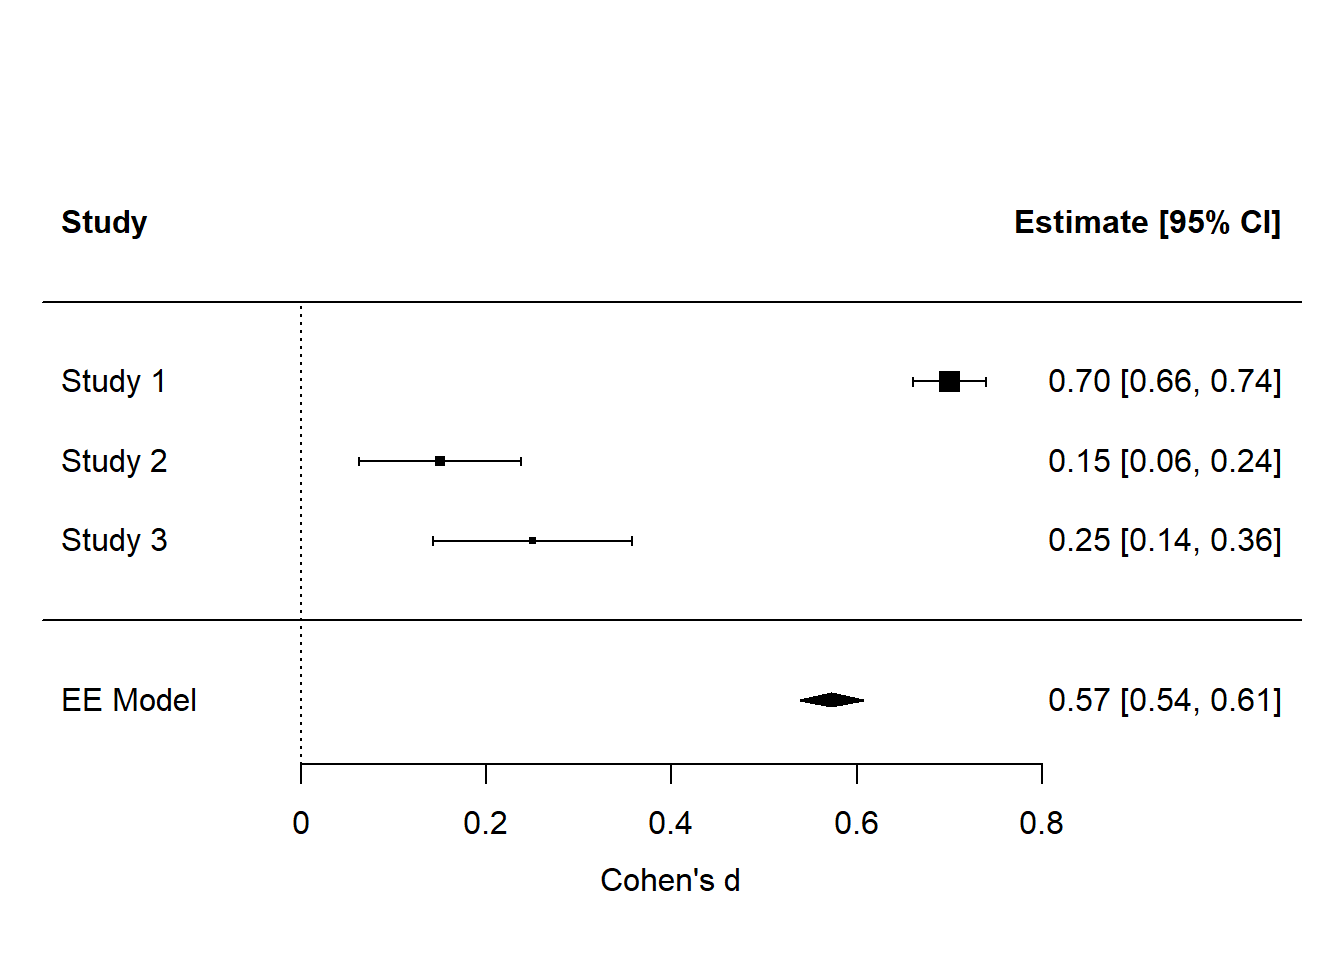 Study Estimate [95% CI]
Study 1 0.70 [0.66, 0.74]
Study 2 0.15 [0.06, 0.24]
Study 3 0.25 [0.14, 0.36]
EE Model 0.57 [0.54, 0.61]
0 0.2 0.4 0.6 0.8
Cohen's d